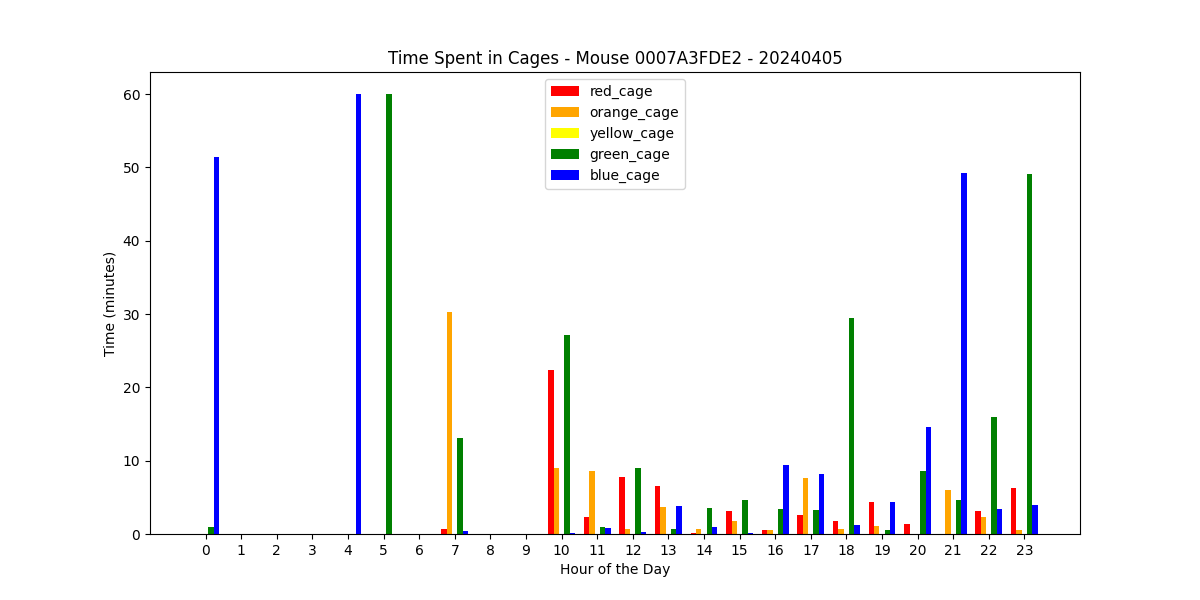 Time Spent in Cages - Mouse 0007A3FDE2 - 20240405
red_cage
orange_cage
yellow_cage
green_cage
blue_cage
60
50
40
30
20
10
0
Time (minutes)
0 1 2 3 4 5 6 7 8 9 10 11 12 13 14 15 16 17 18 19 20 21 22 23
Hour of the Day